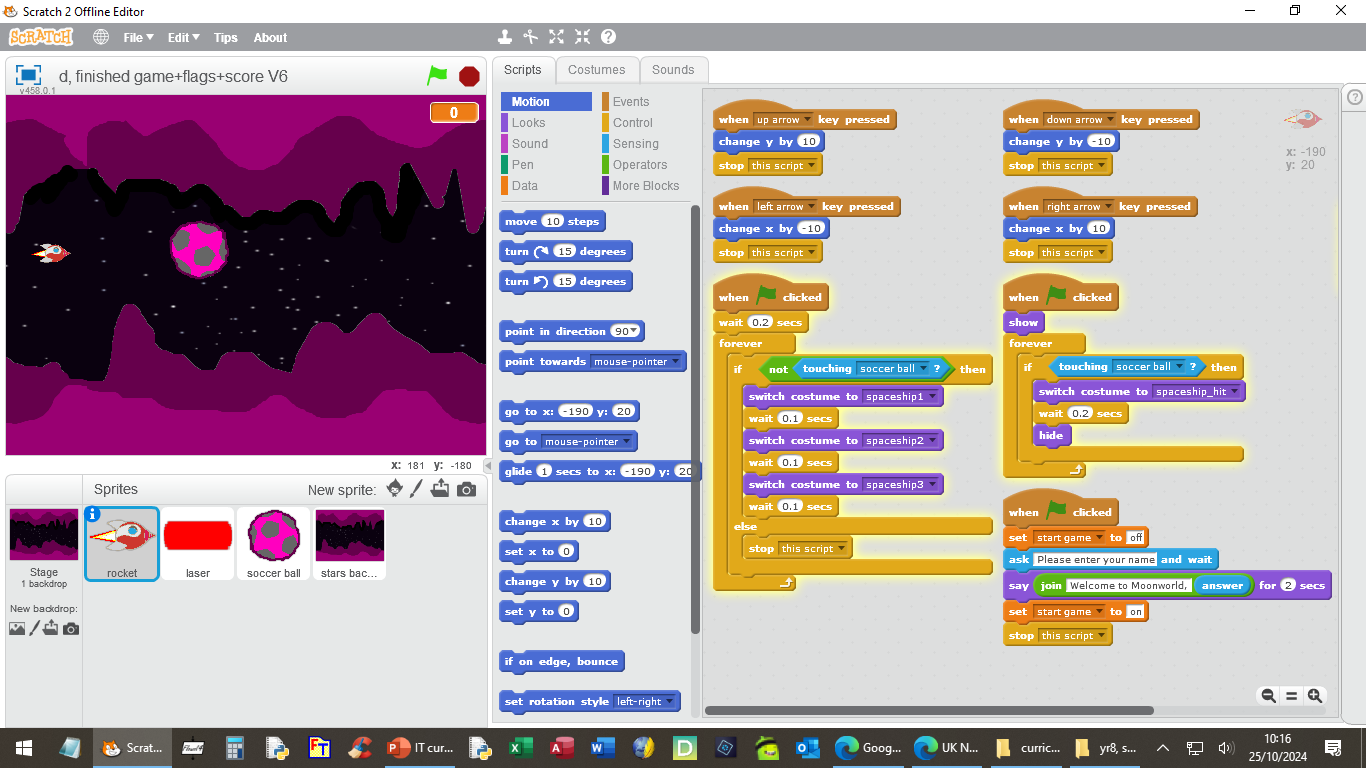 Scratch 2 Offline Editor
SCRATCH File Edit Tips About
d, finished game+flags+score V6
v458.0.1
0
x: 181 y: -180
Sprites New sprite:
Stage
1 backdrop
New backdrop:
rocket
laser
soccer ball
stars bac...
Scripts Costumes Sounds
Motion Events
Looks Control
Sound Sensing
Pen Operators
Data More Blocks
move 10 steps
turn 15 degrees
turn 15 degrees
point in direction 90
point towards mouse-pointer
go to x: -190 y: 20
go to mouse-pointer
glide 1 secs to x: -190 y: 20
change x by 10
set x to 0
change y by 10
set y to 0
if on edge, bounce
set rotation style left-right
when up arrow key pressed
change y by 10
stop this script
when left arrow key pressed
change x by -10
stop this script
when clicked
wait 0.2 secs
forever
if not touching soccer ball ? then
switch costume to spaceship1
wait 0.1 secs
switch costume to spaceship2
wait 0.1 secs
switch costume to spaceship3
wait 0.1 secs
else
stop this script
when down arrow key pressed
change y by -10
stop this script
when right arrow key pressed
change x by 10
stop this script
when clicked
show
forever
if touching soccer ball ? then
switch costume to spaceship_hit
wait 0.2 secs
hide
when clicked
set start game to off
ask Please enter your name and wait
say join Welcome to Moonworld, answer for 2 secs
set start game to on
stop this script
x: -190
y: 20
Scrat... IT cur... Goog... UK N... curric... yr8, s...
10:16
25/10/2024